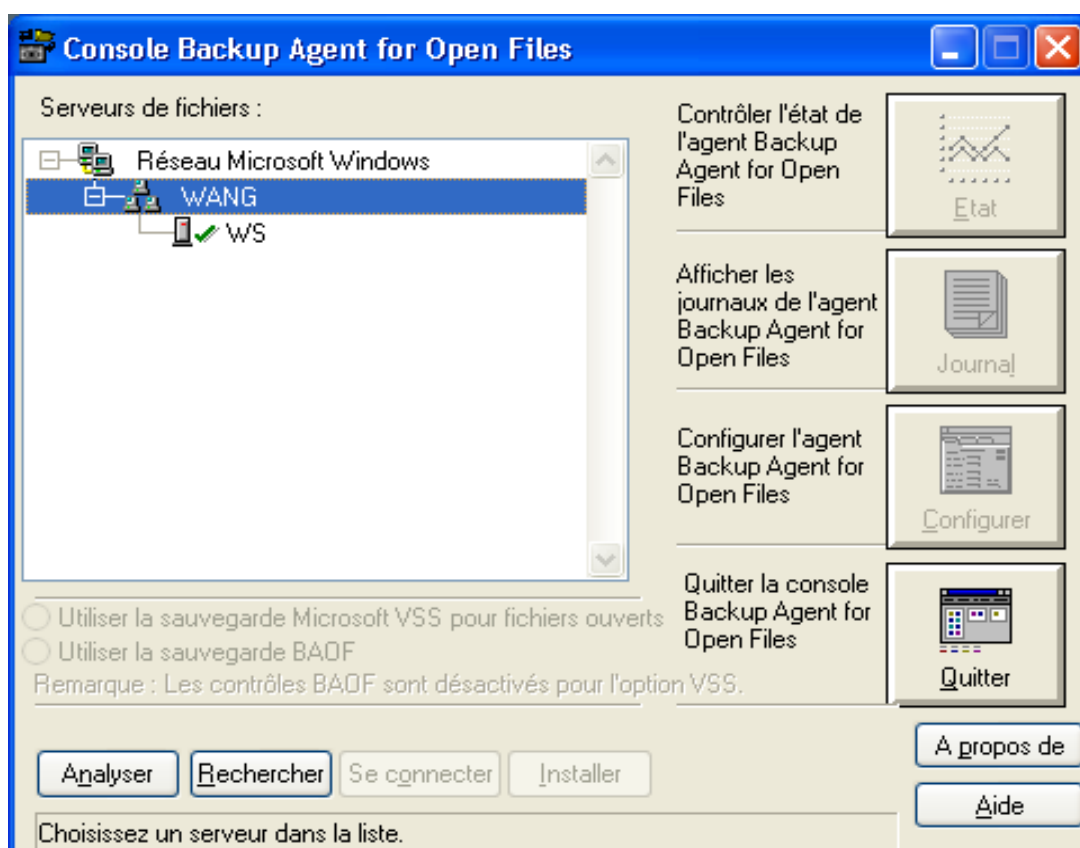 Console Backup Agent for Open Files
Serveurs de fichiers :
Réseau Microsoft Windows
WANG
WS
Contrôler l'état de
l'agent Backup
Agent for Open
Files
Etat
Afficher les
journaux de l'agent
Backup Agent for
Open Files
Journal
Configurer l'agent
Backup Agent for
Open Files
Configurer
Quitter la console
Backup Agent for
Open Files
Quitter
Utiliser la sauvegarde Microsoft VSS pour fichiers ouverts
Utiliser la sauvegarde BAOF
Remarque : Les contrôles BAOF sont désactivés pour l'option VSS.
A propos de
Analyser
Rechercher
Se connecter
Installer
Aide
Choisissez un serveur dans la liste.